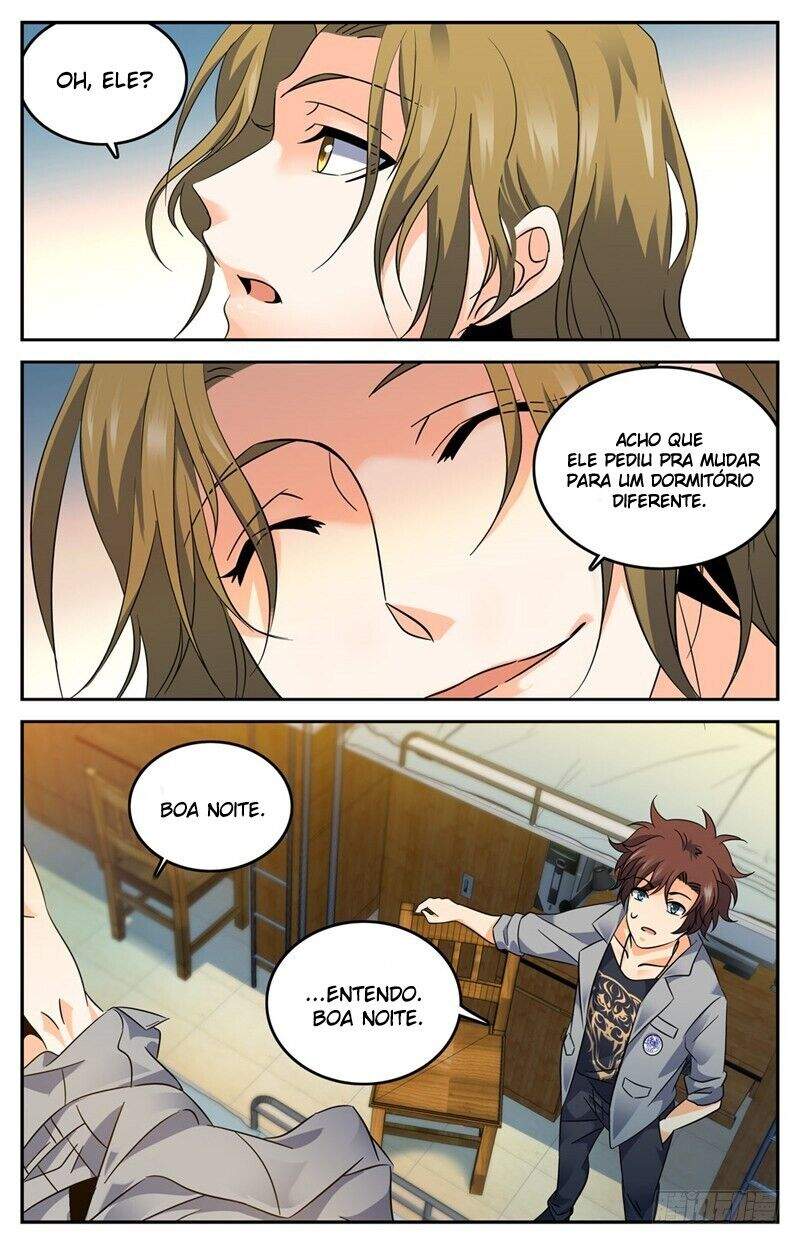 OH, ELE?
ACHO QUE
ELE PEDIU PRA MUDAR
PARA UM DORMITÓRIO
DIFERENTE.
BOA NOITE.
...ENTENDO.
BOA NOITE.